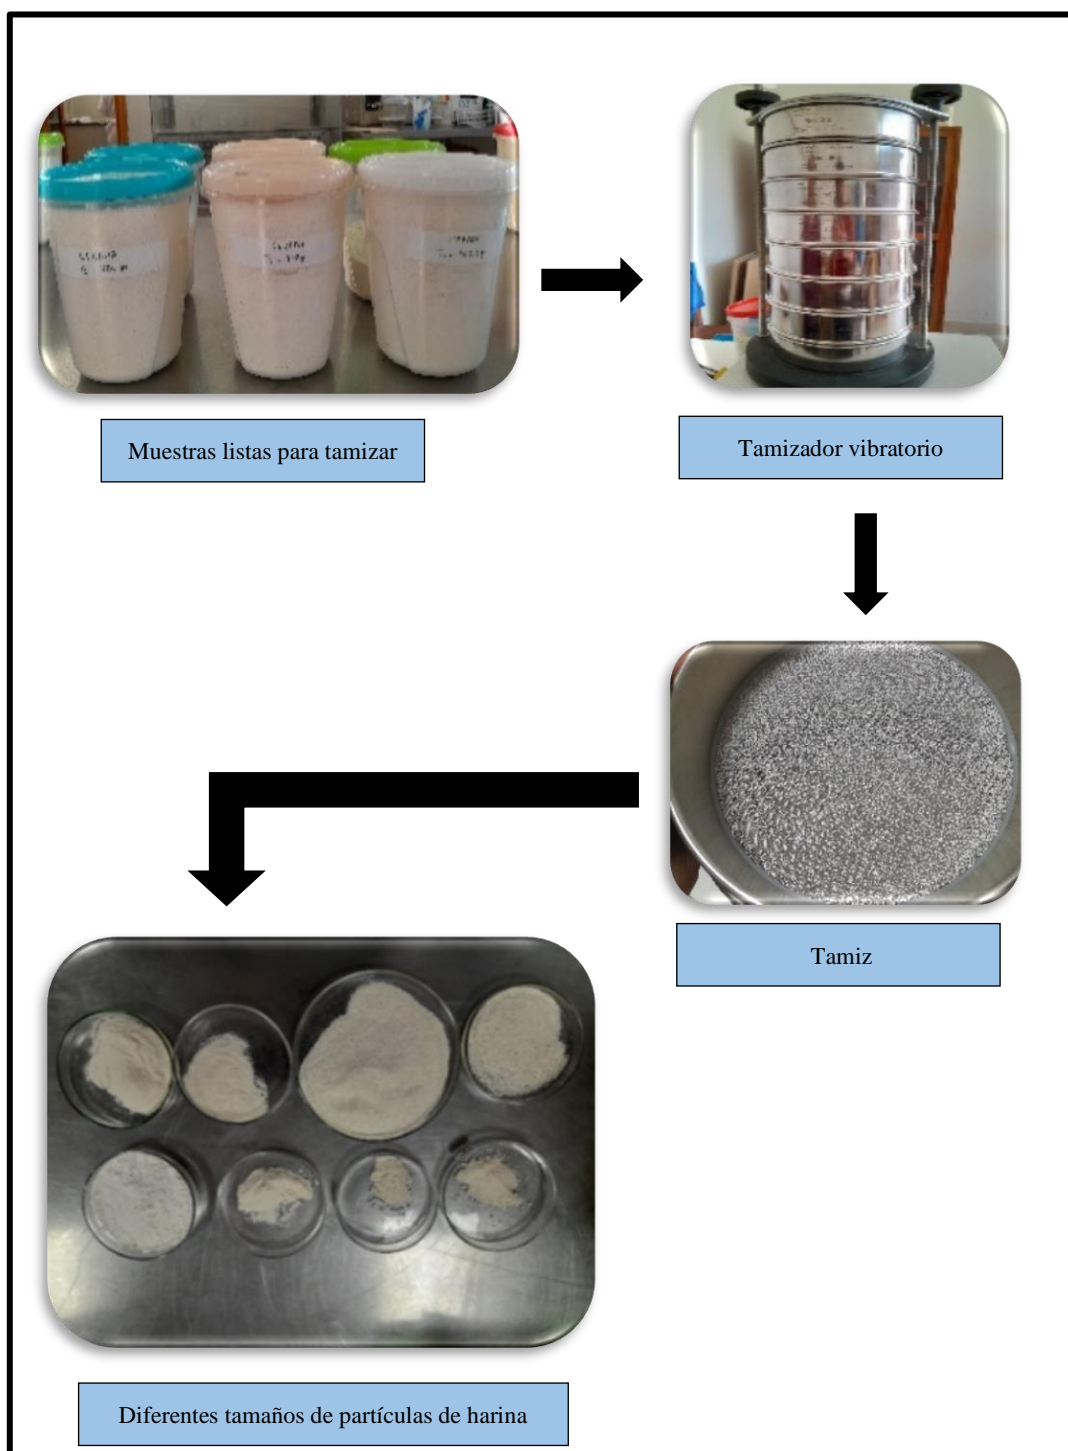 Muestras listas para tamizar
Tamizador vibratorio
Tamiz
Diferentes tamaños de partículas de harina